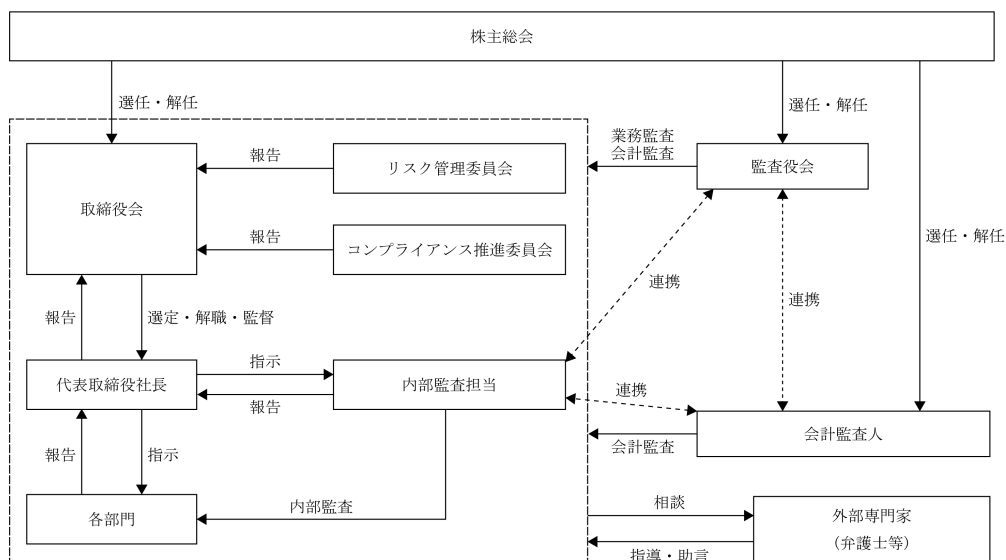 株主総会
選任・解任
選任・解任
業務監査
会計監査
報告
リスク管理委員会
監査役会
取締役会
報告
コンプライアンス推進委員会
選任・解任
連携
連携
報告
選定・解職・監督
指示
代表取締役社長
内部監査担当
報告
連携
会計監査人
会計監査
報告
指示
内部監査
各部門
相談
外部専門家
(弁護士等)
指導・助言